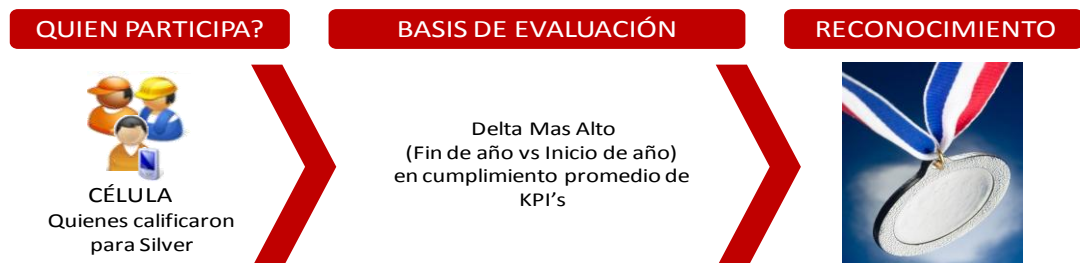 QUIEN PARTICIPA?
BASIS DE EVALUACIÓN
RECONOCIMIENTO
CÉLULA
Quienes calificaron
para Silver
Delta Mas Alto
(Fin de año vs Inicio de año)
en cumplimiento promedio de
KPI’s